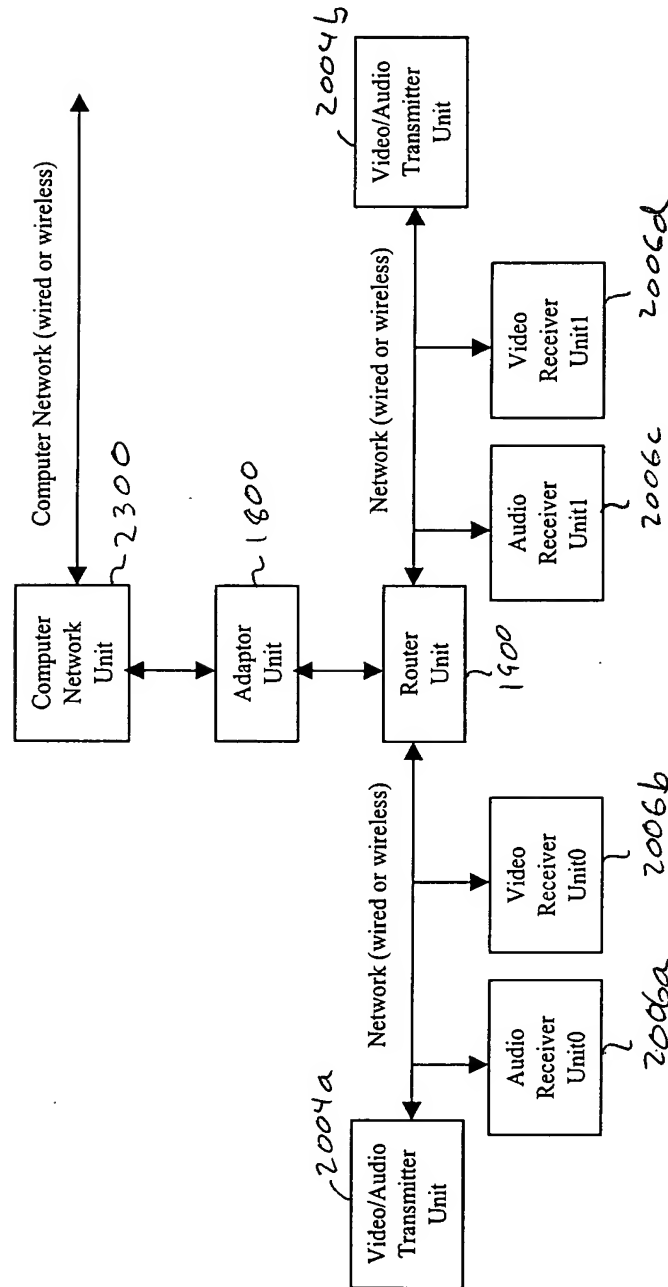 Computer Network (wired or wireless)
Computer
Network
Unit
2300
Adaptor
Unit
1800
Router
Unit
1900
Video/Audio
Transmitter
Unit
2004a
Network (wired or wireless)
Audio
Receiver
Unit0
2006a
Video
Receiver
Unit0
2006b
Network (wired or wireless)
Video/Audio
Transmitter
Unit
2004b
Audio
Receiver
Unit1
2006c
Video
Receiver
Unit1
2006d